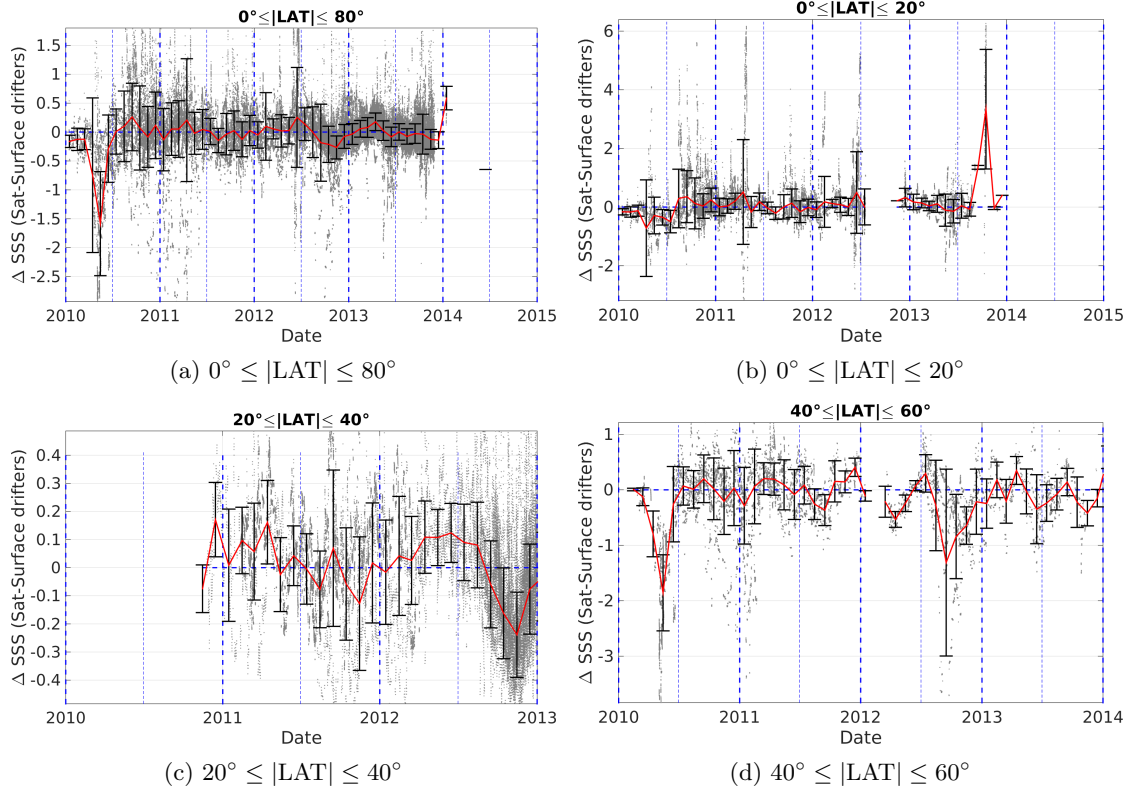 0°≤|LAT|≤ 80°
Δ SSS (Sat-Surface drifters)
1.5
1
0.5
0
-0.5
-1
-1.5
-2
-2.5
2010 2011 2012 2013 2014 2015
Date
(a) 0° ≤ |LAT| ≤ 80°
0°≤|LAT|≤ 20°
Δ SSS (Sat-Surface drifters)
6
4
2
0
-2
2010 2011 2012 2013 2014 2015
Date
(b) 0° ≤ |LAT| ≤ 20°
20°≤|LAT|≤ 40°
Δ SSS (Sat-Surface drifters)
0.4
0.3
0.2
0.1
0
-0.1
-0.2
-0.3
-0.4
2010 2011 2012 2013
Date
(c) 20° ≤ |LAT| ≤ 40°
40°≤|LAT|≤ 60°
Δ SSS (Sat-Surface drifters)
1
0
-1
-2
-3
2010 2011 2012 2013 2014
Date
(d) 40° ≤ |LAT| ≤ 60°